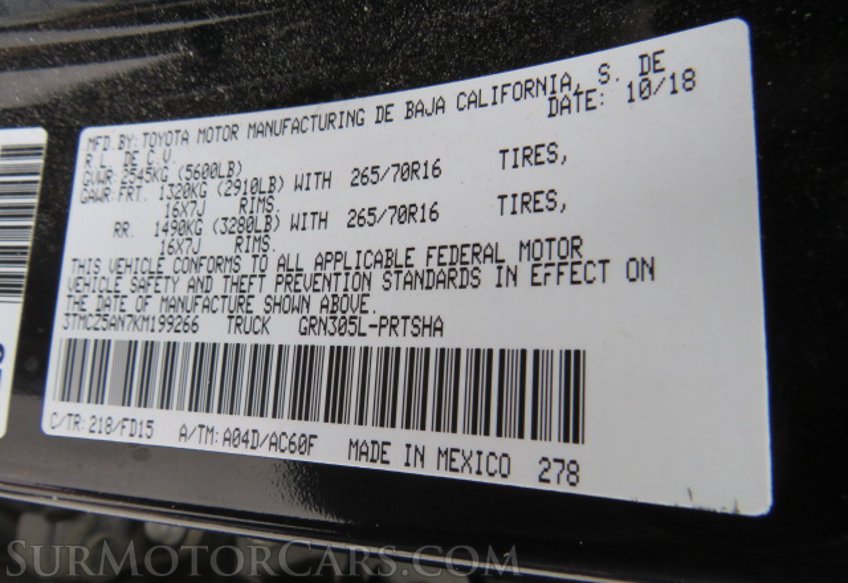 MFD.BY: TOYOTA MOTOR MANUFACTURING DE BAJA CALIFORNIA, S. DE
R.L. DE C.V. DATE: 10/18
GVWR: 2545KG (5600LB)
GAWR: FRT. 1320KG (2910LB) WITH 265/70R16 TIRES,
16X7J RIMS.
RR. 1490KG (3280LB) WITH 265/70R16 TIRES,
16X7J RIMS.
THIS VEHICLE CONFORMS TO ALL APPLICABLE FEDERAL MOTOR
VEHICLE SAFETY AND THEFT PREVENTION STANDARDS IN EFFECT ON
THE DATE OF MANUFACTURE SHOWN ABOVE.
3TMCZ5AN7KM199266 TRUCK GRN305L-PRTSHA
C/TR: 218/FD15 A/TM: A04D/AC60F MADE IN MEXICO 278
SURMOTORCARS.COM